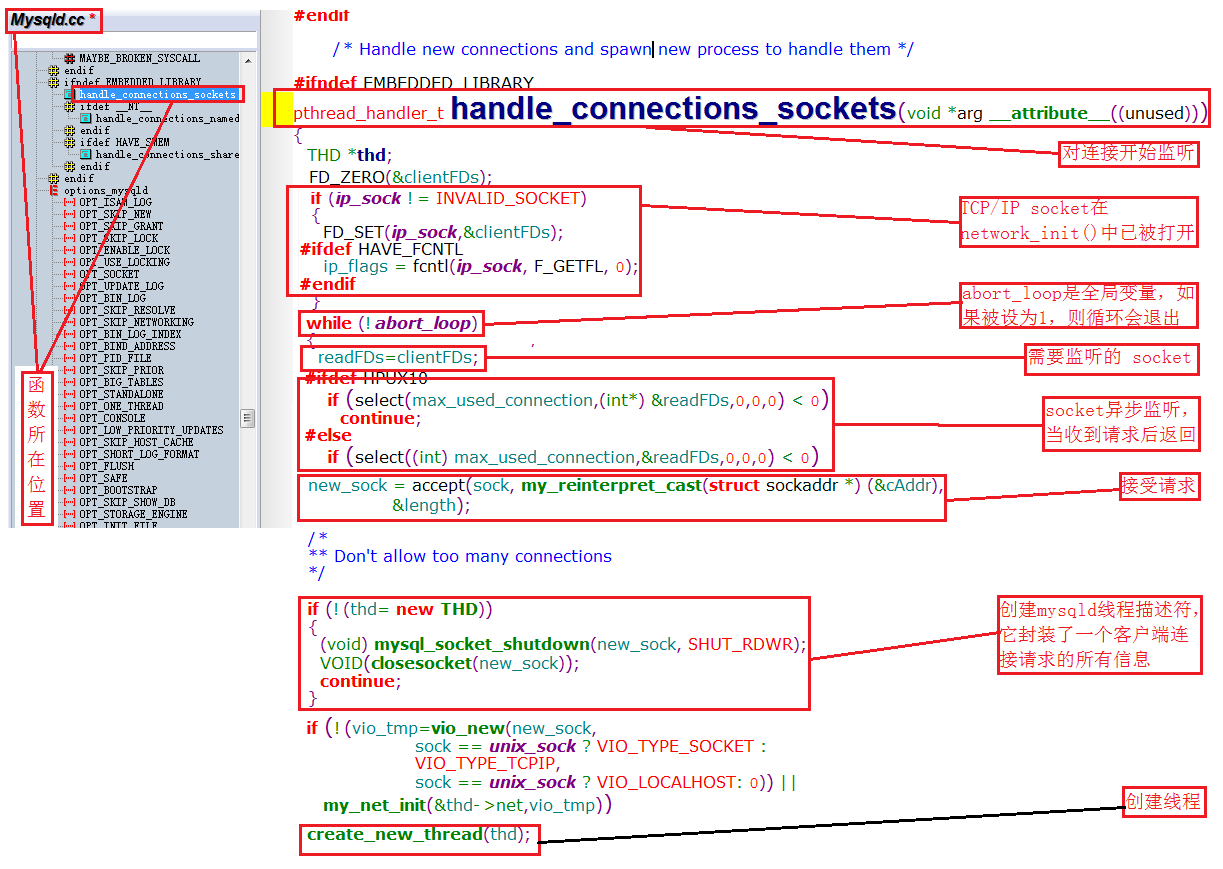 Mysqld.cc *
MAYBE_BROKEN_SYSCALL
endif
ifndef EMBEDDED_LIBRARY
handle_connections_sockets
ifdef __NT__
handle_connections_named
endif
ifdef HAVE_SMEM
handle_connections_share
endif
endif
options_mysqld
OPT_ISAM_LOG
OPT_SKIP_NEW
OPT_SKIP_GRANT
OPT_SKIP_LOCK
OPT_ENABLE_LOCK
OPT_USE_LOCKING
OPT_SOCKET
OPT_UPDATE_LOG
OPT_BIN_LOG
OPT_SKIP_RESOLVE
OPT_SKIP_NETWORKING
OPT_BIN_LOG_INDEX
OPT_BIND_ADDRESS
OPT_PID_FILE
OPT_SKIP_PRIOR
OPT_BIG_TABLES
OPT_STANDALONE
OPT_ONE_THREAD
OPT_CONSOLE
OPT_LOW_PRIORITY_UPDATES
OPT_SKIP_HOST_CACHE
OPT_SHORT_LOG_FORMAT
OPT_FLUSH
OPT_SAFE
OPT_BOOTSTRAP
OPT_SKIP_SHOW_DB
OPT_STORAGE_ENGINE
OPT_INIT_FILE
函
数
所
在
位
置
#endif
/* Handle new connections and spawn new process to handle them */
#ifndef EMBEDDED_LIBRARY
pthread_handler_t handle_connections_sockets(void *arg __attribute__((unused)))
{
对连接开始监听
THD *thd;
FD_ZERO(&clientFDs);
if (ip_sock != INVALID_SOCKET)
{
TCP/IP socket在
network_init()中已被打开
FD_SET(ip_sock,&clientFDs);
#ifdef HAVE_FCNTL
ip_flags = fcntl(ip_sock, F_GETFL, 0);
#endif
}
abort_loop是全局变量,如
果被设为1, 则循环会退出
while (!abort_loop)
{
readFDs=clientFDs;
需要监听的 socket
#ifdef HPUX10
if (select(max_used_connection,(int*) &readFDs,0,0,0) < 0)
continue;
socket异步监听,
当收到请求后返回
#else
if (select((int) max_used_connection,&readFDs,0,0,0) < 0)
new_sock = accept(sock, my_reinterpret_cast(struct sockaddr *) (&cAddr),
&length);
接受请求
/*
** Don't allow too many connections
*/
if (!(thd= new THD))
{
(void) mysql_socket_shutdown(new_sock, SHUT_RDWR);
VOID(closesocket(new_sock));
continue;
}
创建mysqld线程描述符,
它封装了一个客户端连
接请求的所有信息
if (!(vio_tmp=vio_new(new_sock,
sock == unix_sock ? VIO_TYPE_SOCKET :
VIO_TYPE_TCPIP,
sock == unix_sock ? VIO_LOCALHOST: 0)) ||
my_net_init(&thd->net,vio_tmp))
create_new_thread(thd);
创建线程